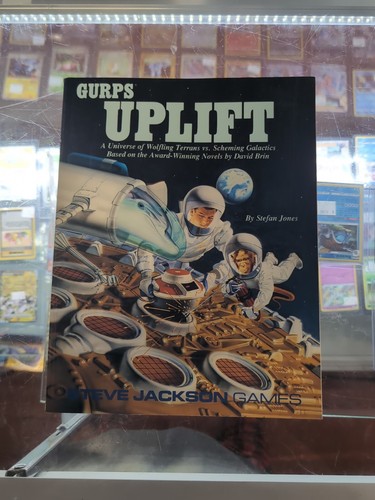 GURPS
UPLIFT
A Universe of Wolfling Terrans vs. Scheming Galactics
Based on the Award-Winning Novels by David Brin
By Stefan Jones
STEVE JACKSON GAMES